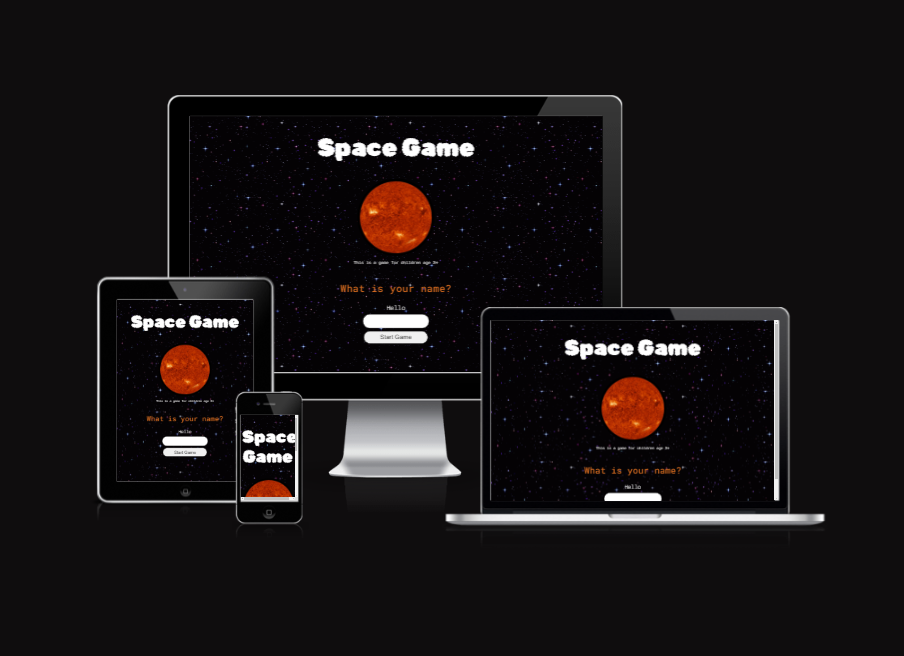 Space Game
This is a game for children age 8+
What is your name?
Hello
Start Game
Space Game
This is a game for children age 8+
What is your name?
Hello
Start Game
Space
Game
Space Game
This is a game for children age 8+
What is your name?
Hello